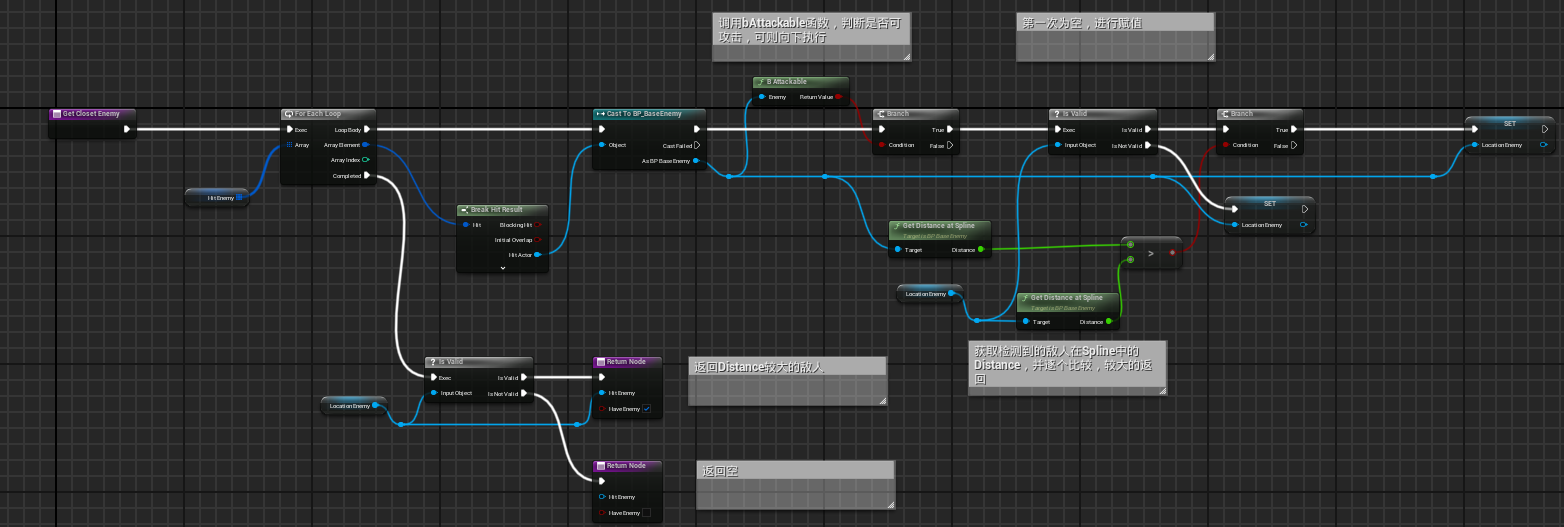 调用bAttackable函数，判断是否可
攻击，可则向下执行
第一次为空，进行赋值
B Attackable
Enemy
Return Value
Get Closet Enemy
For Each Loop
Exec
Loop Body
Array
Array Element
Array Index
Completed
Hit Enemy
Cast To BP_BaseEnemy
Object
Cast Failed
As BP Base Enemy
Branch
True
Condition
False
Is Valid
Exec
Is Valid
Input Object
Is Not Valid
Branch
True
Condition
False
SET
Location Enemy
SET
Location Enemy
Break Hit Result
Hit
Blocking Hit
Initial Overlap
Hit Actor
Get Distance at Spline
Target is BP Base Enemy
Target
Distance
>
Location Enemy
Get Distance at Spline
Target is BP Base Enemy
Target
Distance
获取检测到的敌人在Spline中的
Distance，并逐个比较，较大的返
回
Is Valid
Exec
Is Valid
Input Object
Is Not Valid
Location Enemy
Return Node
Hit Enemy
Have Enemy
返回Distance较大的敌人
Return Node
Hit Enemy
Have Enemy
返回空